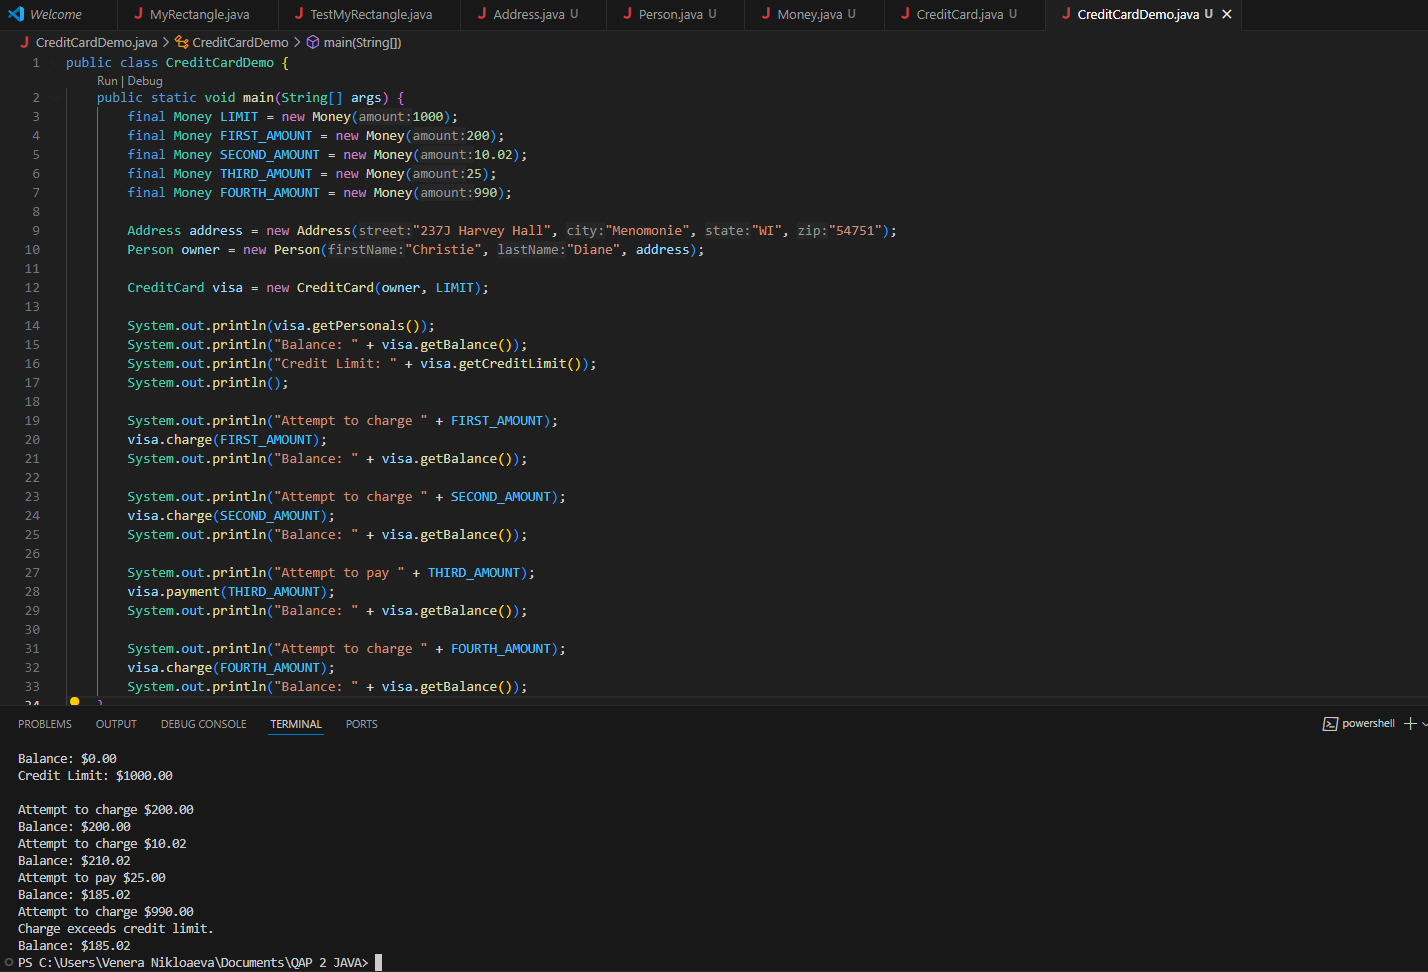 Welcome J MyRectangle.java J TestMyRectangle.java J Address.java U J Person.java U J Money.java U J CreditCard.java U J CreditCardDemo.java U
J CreditCardDemo.java > CreditCardDemo > main(String[])
1 public class CreditCardDemo {
Run | Debug
2 public static void main(String[] args) {
3 final Money LIMIT = new Money(amount:1000);
4 final Money FIRST_AMOUNT = new Money(amount:200);
5 final Money SECOND_AMOUNT = new Money(amount:10.02);
6 final Money THIRD_AMOUNT = new Money(amount:25);
7 final Money FOURTH_AMOUNT = new Money(amount:990);
8
9 Address address = new Address(street:"237J Harvey Hall", city:"Menomonie", state:"WI", zip:"54751");
10 Person owner = new Person(firstName:"Christie", lastName:"Diane", address);
11
12 CreditCard visa = new CreditCard(owner, LIMIT);
13
14 System.out.println(visa.getPersonals());
15 System.out.println("Balance: " + visa.getBalance());
16 System.out.println("Credit Limit: " + visa.getCreditLimit());
17 System.out.println();
18
19 System.out.println("Attempt to charge " + FIRST_AMOUNT);
20 visa.charge(FIRST_AMOUNT);
21 System.out.println("Balance: " + visa.getBalance());
22
23 System.out.println("Attempt to charge " + SECOND_AMOUNT);
24 visa.charge(SECOND_AMOUNT);
25 System.out.println("Balance: " + visa.getBalance());
26
27 System.out.println("Attempt to pay " + THIRD_AMOUNT);
28 visa.payment(THIRD_AMOUNT);
29 System.out.println("Balance: " + visa.getBalance());
30
31 System.out.println("Attempt to charge " + FOURTH_AMOUNT);
32 visa.charge(FOURTH_AMOUNT);
33 System.out.println("Balance: " + visa.getBalance());
34 }
PROBLEMS OUTPUT DEBUG CONSOLE TERMINAL PORTS powershell
Balance: $0.00
Credit Limit: $1000.00

Attempt to charge $200.00
Balance: $200.00
Attempt to charge $10.02
Balance: $210.02
Attempt to pay $25.00
Balance: $185.02
Attempt to charge $990.00
Charge exceeds credit limit.
Balance: $185.02
PS C:\Users\Venera Nikloaeva\Documents\QAP 2 JAVA>